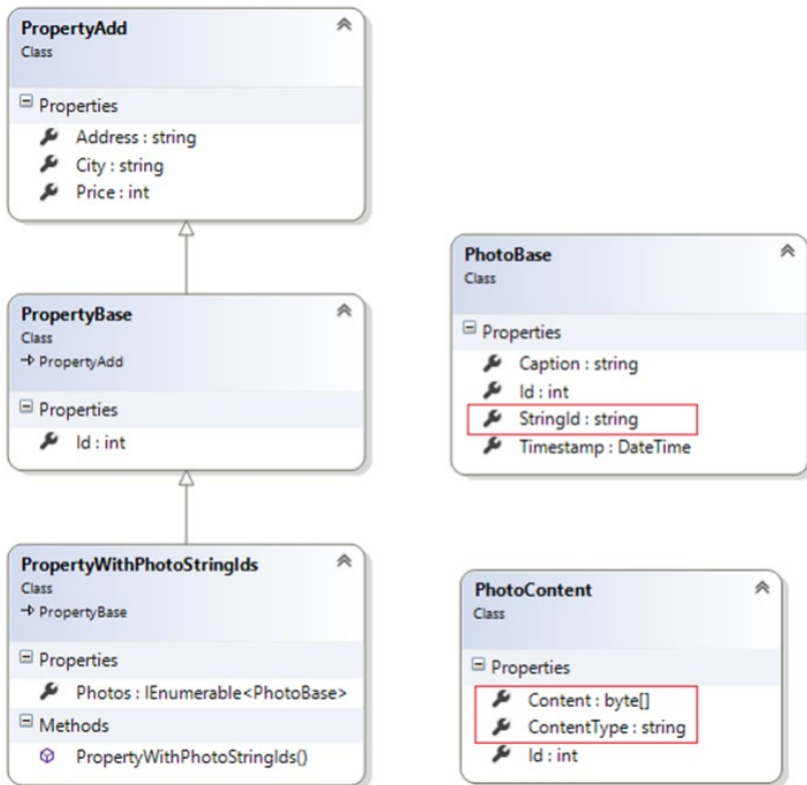 PropertyAdd
Class
Properties
Address : string
City : string
Price : int
PropertyBase
Class
PropertyAdd
Properties
Id : int
PropertyWithPhotoStringIds
Class
PropertyBase
Properties
Photos : IEnumerable<PhotoBase>
Methods
PropertyWithPhotoStringIds()
PhotoBase
Class
Properties
Caption : string
Id : int
StringId : string
Timestamp : DateTime
PhotoContent
Class
Properties
Content : byte[]
ContentType : string
Id : int